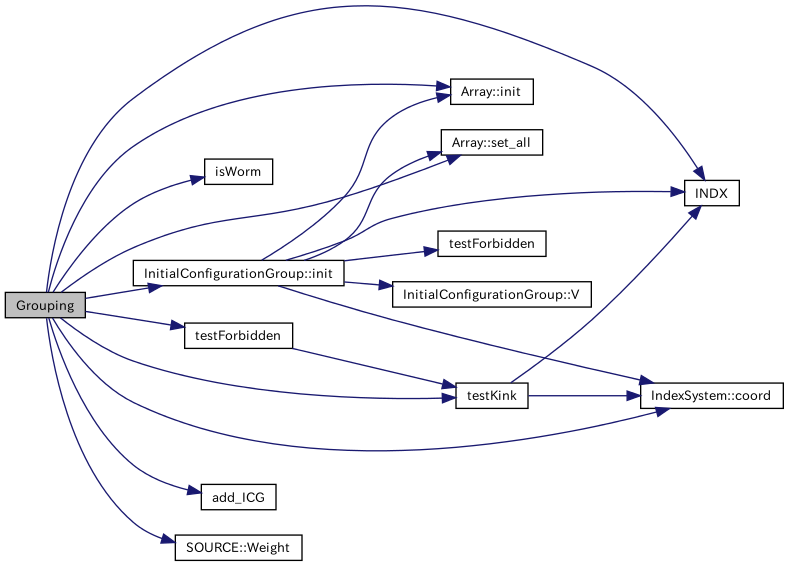 Array::init
Array::set_all
isWorm
INDX
testForbidden
InitialConfigurationGroup::init
InitialConfigurationGroup::V
Grouping
testForbidden
testKink
IndexSystem::coord
add_ICG
SOURCE::Weight